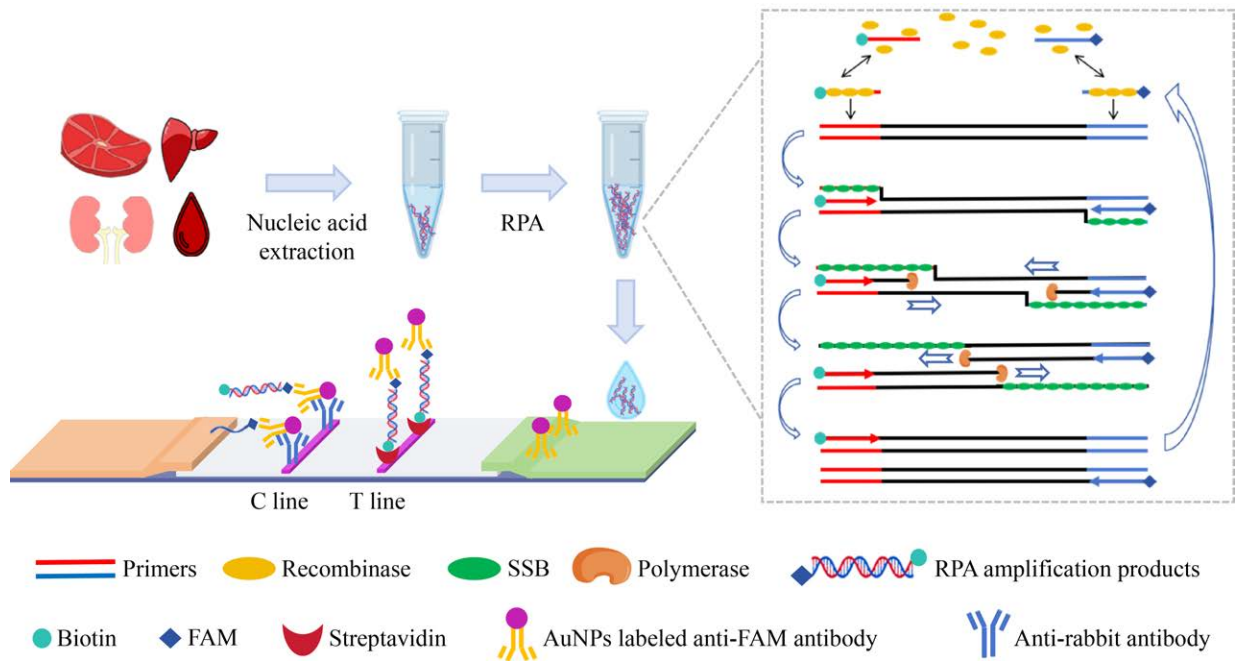 Nucleic acid
extraction
RPA
C line
T line
Primers
Recombinase
SSB
Polymerase
RPA amplification products
Biotin
FAM
Streptavidin
AuNPs labeled anti-FAM antibody
Anti-rabbit antibody